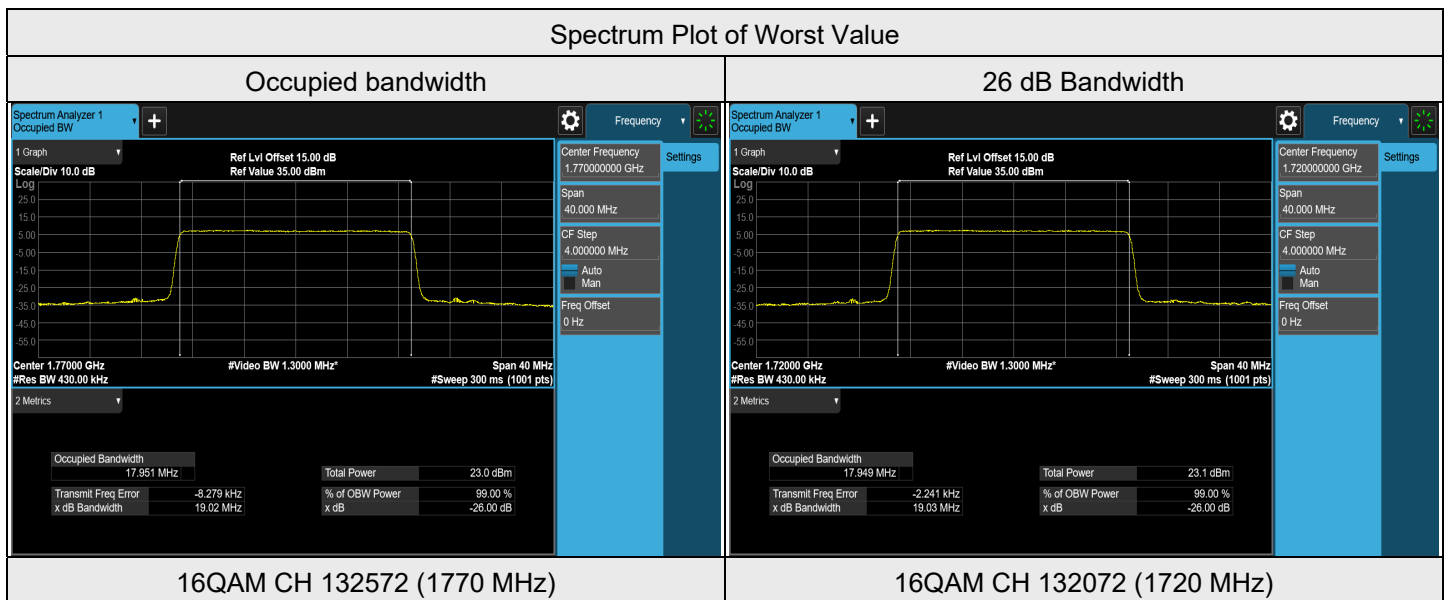 Spectrum Plot of Worst Value
Occupied bandwidth
26 dB Bandwidth
Spectrum Analyzer 1
Occupied BW
+
Frequency
1 Graph
Scale/Div 10.0 dB
Ref Lvl Offset 15.00 dB
Ref Value 35.00 dBm
Log
25.0
15.0
5.00
-5.00
-15.0
-25.0
-35.0
-45.0
-55.0
Center 1.77000 GHz
#Video BW 1.3000 MHz*
Span 40 MHz
#Res BW 430.00 kHz
#Sweep 300 ms (1001 pts)
Center Frequency
1.770000000 GHz
Settings
Span
40.000 MHz
CF Step
4.000000 MHz
Auto
Man
Freq Offset
0 Hz
2 Metrics
Occupied Bandwidth
17.951 MHz
Total Power 23.0 dBm
Transmit Freq Error -8.279 kHz
% of OBW Power 99.00 %
x dB Bandwidth 19.02 MHz
x dB -26.00 dB
Spectrum Analyzer 1
Occupied BW
+
Frequency
1 Graph
Scale/Div 10.0 dB
Ref Lvl Offset 15.00 dB
Ref Value 35.00 dBm
Log
25.0
15.0
5.00
-5.00
-15.0
-25.0
-35.0
-45.0
-55.0
Center 1.72000 GHz
#Video BW 1.3000 MHz*
Span 40 MHz
#Res BW 430.00 kHz
#Sweep 300 ms (1001 pts)
Center Frequency
1.720000000 GHz
Settings
Span
40.000 MHz
CF Step
4.000000 MHz
Auto
Man
Freq Offset
0 Hz
2 Metrics
Occupied Bandwidth
17.949 MHz
Total Power 23.1 dBm
Transmit Freq Error -2.241 kHz
% of OBW Power 99.00 %
x dB Bandwidth 19.03 MHz
x dB -26.00 dB
16QAM CH 132572 (1770 MHz)
16QAM CH 132072 (1720 MHz)